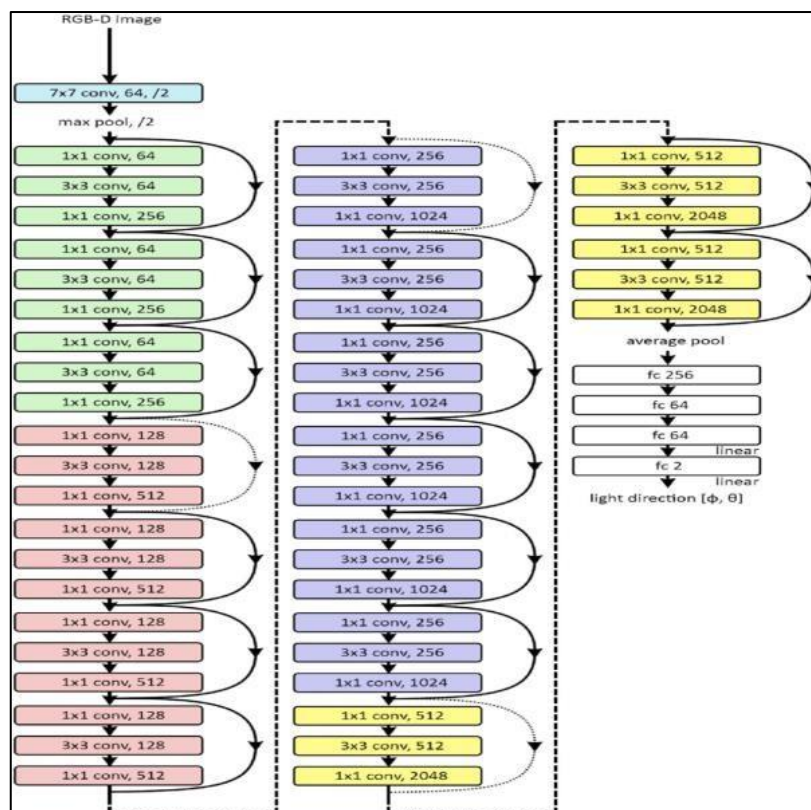 RGB-D Image
7x7 conv, 64, /2
max pool, /2
1x1 conv, 64
3x3 conv, 64
1x1 conv, 256
1x1 conv, 64
3x3 conv, 64
1x1 conv, 256
1x1 conv, 64
3x3 conv, 64
1x1 conv, 256
1x1 conv, 128
3x3 conv, 128
1x1 conv, 512
1x1 conv, 128
3x3 conv, 128
1x1 conv, 512
1x1 conv, 128
3x3 conv, 128
1x1 conv, 512
1x1 conv, 128
3x3 conv, 128
1x1 conv, 512
1x1 conv, 256
3x3 conv, 256
1x1 conv, 1024
1x1 conv, 256
3x3 conv, 256
1x1 conv, 1024
1x1 conv, 256
3x3 conv, 256
1x1 conv, 1024
1x1 conv, 256
3x3 conv, 256
1x1 conv, 1024
1x1 conv, 256
3x3 conv, 256
1x1 conv, 1024
1x1 conv, 256
3x3 conv, 256
1x1 conv, 1024
1x1 conv, 512
3x3 conv, 512
1x1 conv, 2048
1x1 conv, 512
3x3 conv, 512
1x1 conv, 2048
1x1 conv, 512
3x3 conv, 512
1x1 conv, 2048
average pool
fc 256
fc 64
fc 64
linear
fc 2
linear
light direction [ϕ, θ]